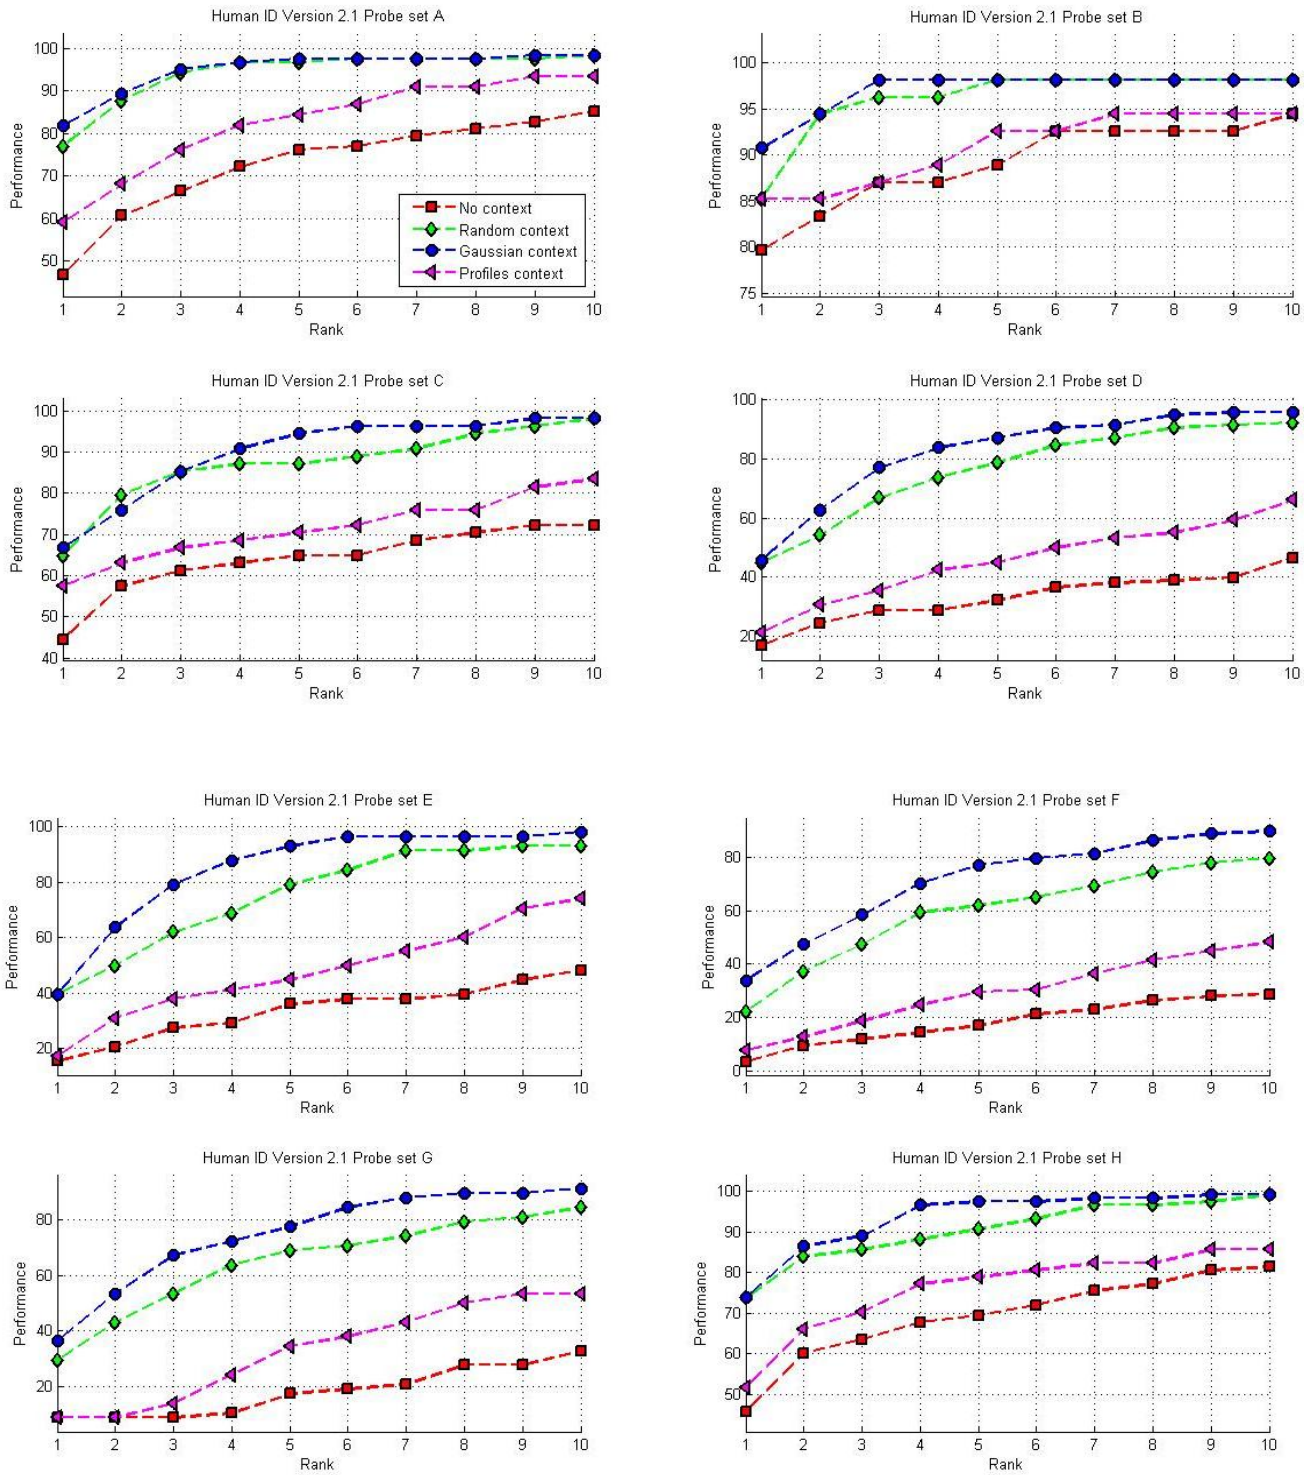 Human ID Version 2.1 Probe set A
Performance
100
90
80
70
60
50
1 2 3 4 5 6 7 8 9 10
Rank
No context
Random context
Gaussian context
Profiles context
Human ID Version 2.1 Probe set B
Performance
100
95
90
85
80
75
1 2 3 4 5 6 7 8 9 10
Rank
Human ID Version 2.1 Probe set C
Performance
100
90
80
70
60
50
40
1 2 3 4 5 6 7 8 9 10
Rank
Human ID Version 2.1 Probe set D
Performance
100
80
60
40
20
1 2 3 4 5 6 7 8 9 10
Rank
Human ID Version 2.1 Probe set E
Performance
100
80
60
40
20
1 2 3 4 5 6 7 8 9 10
Rank
Human ID Version 2.1 Probe set F
Performance
80
60
40
20
0
1 2 3 4 5 6 7 8 9 10
Rank
Human ID Version 2.1 Probe set G
Performance
80
60
40
20
1 2 3 4 5 6 7 8 9 10
Rank
Human ID Version 2.1 Probe set H
Performance
100
90
80
70
60
50
1 2 3 4 5 6 7 8 9 10
Rank